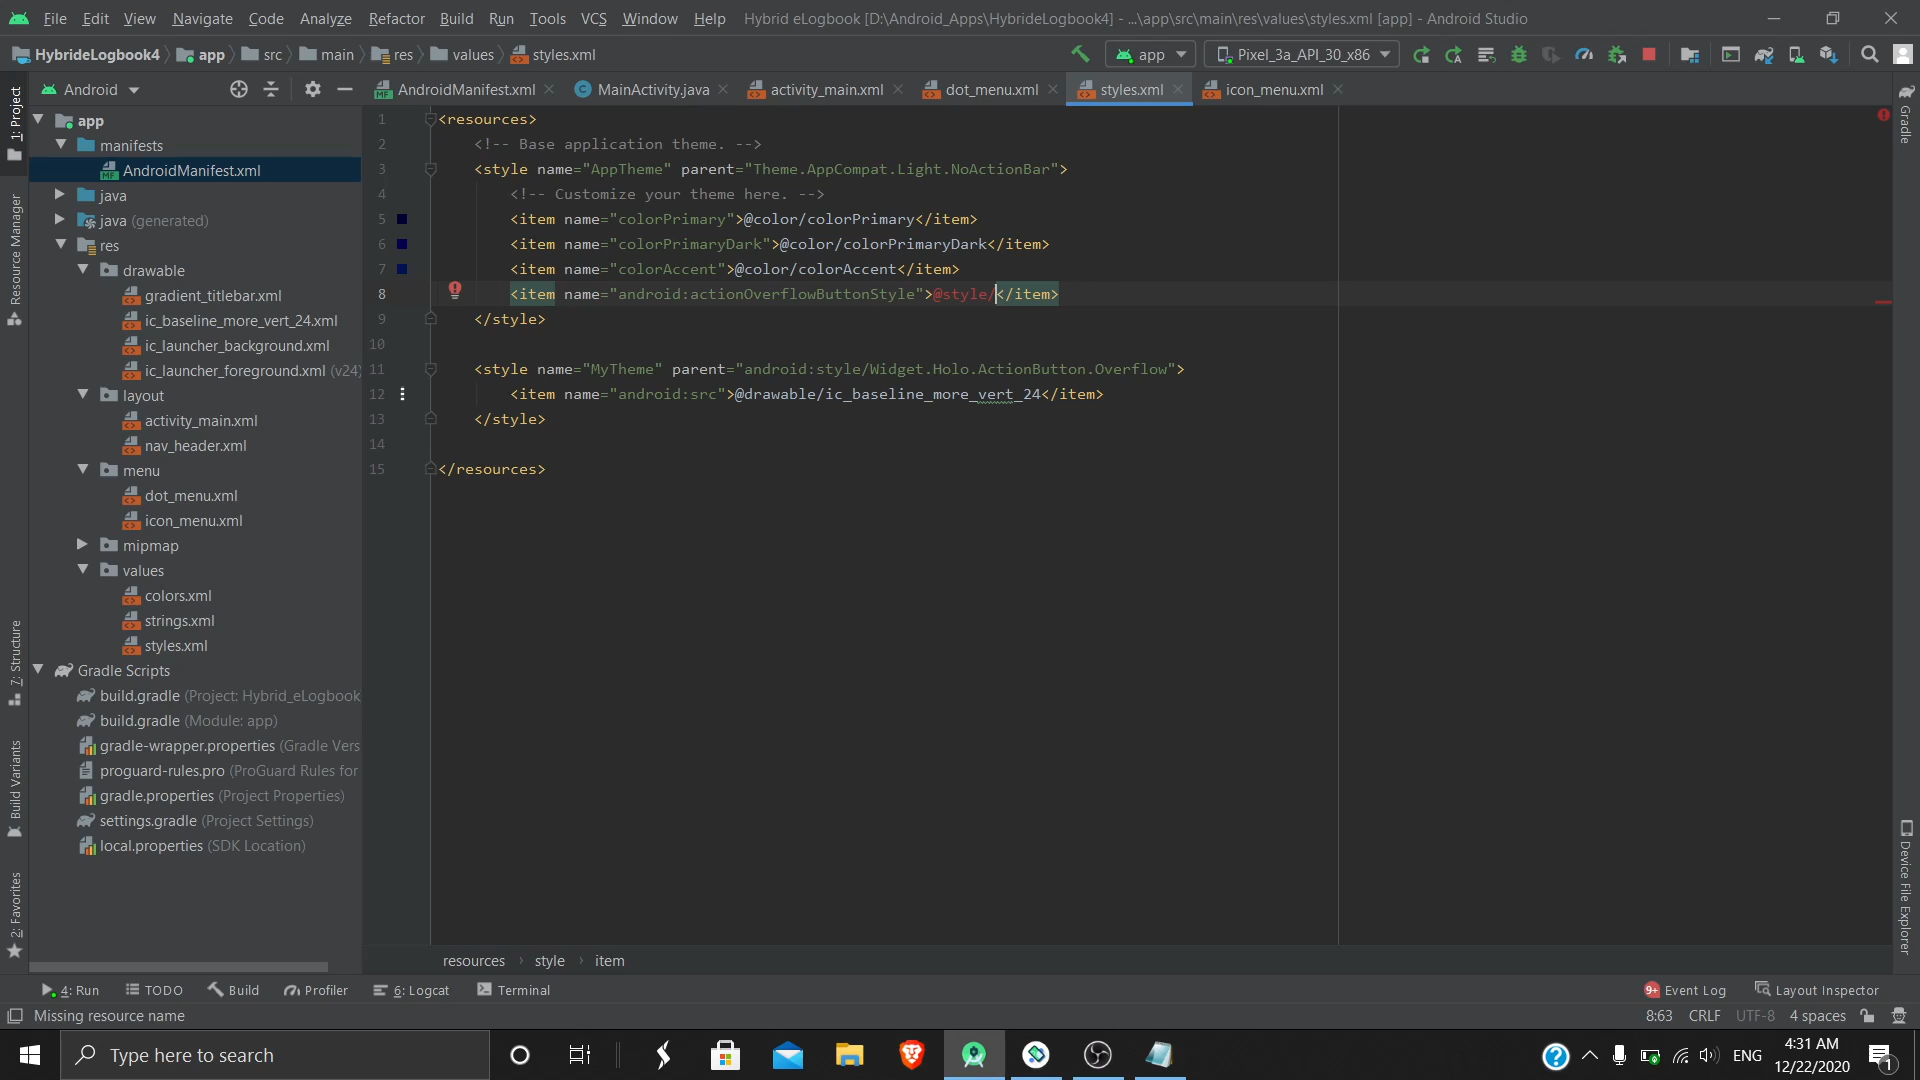 File Edit View Navigate Code Analyze Refactor Build Run Tools VCS Window Help Hybrid eLogbook [D:\Android_Apps\HybrideLogbook4] - ...\app\src\main\res\values\styles.xml [app] - Android Studio
HybrideLogbook4 app src main res values styles.xml app Pixel_3a_API_30_x86
Android AndroidManifest.xml MainActivity.java activity_main.xml dot_menu.xml styles.xml icon_menu.xml
1: Project
Resource Manager
7: Structure
Build Variants
2: Favorites
app
manifests
AndroidManifest.xml
java
java (generated)
res
drawable
gradient_titlebar.xml
ic_baseline_more_vert_24.xml
ic_launcher_background.xml
ic_launcher_foreground.xml (v24)
layout
activity_main.xml
nav_header.xml
menu
dot_menu.xml
icon_menu.xml
mipmap
values
colors.xml
strings.xml
styles.xml
Gradle Scripts
build.gradle (Project: Hybrid_eLogbook
build.gradle (Module: app)
gradle-wrapper.properties (Gradle Vers
proguard-rules.pro (ProGuard Rules for
gradle.properties (Project Properties)
settings.gradle (Project Settings)
local.properties (SDK Location)
1 <resources>
2 <!-- Base application theme. -->
3 <style name="AppTheme" parent="Theme.AppCompat.Light.NoActionBar">
4 <!-- Customize your theme here. -->
5 <item name="colorPrimary">@color/colorPrimary</item>
6 <item name="colorPrimaryDark">@color/colorPrimaryDark</item>
7 <item name="colorAccent">@color/colorAccent</item>
8 <item name="android:actionOverflowButtonStyle">@style/</item>
9 </style>
10
11 <style name="MyTheme" parent="android:style/Widget.Holo.ActionButton.Overflow">
12 <item name="android:src">@drawable/ic_baseline_more_vert_24</item>
13 </style>
14
15 </resources>
Gradle
Device File Explorer
resources style item
4: Run TODO Build Profiler 6: Logcat Terminal 9+ Event Log Layout Inspector
Missing resource name 8:63 CRLF UTF-8 4 spaces
Type here to search ENG 4:31 AM
12/22/2020 1